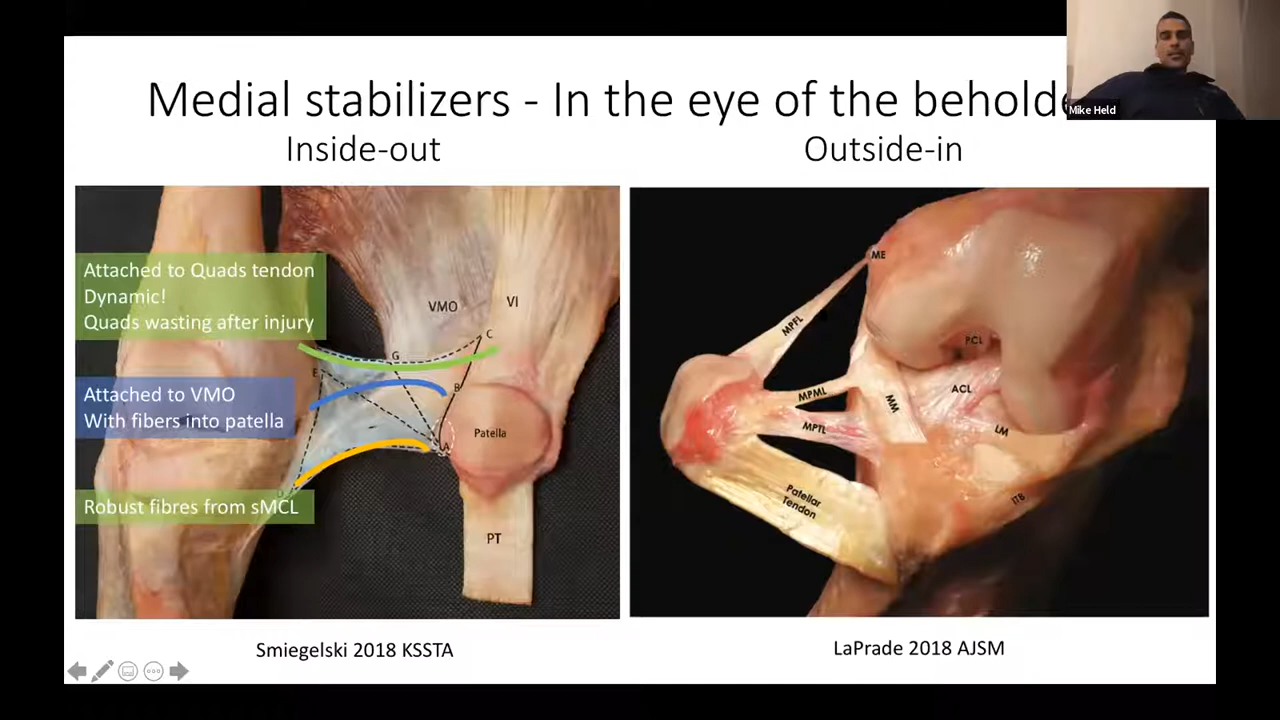 Medial stabilizers - In the eye of the beholde
Mike Held
Inside-out
Outside-in
Attached to Quads tendon
Dynamic!
Quads wasting after injury
Attached to VMO
With fibers into patella
Robust fibres from sMCL
VMO
VI
C
G
E
B
A
Patella
PT
ME
MPFL
PCL
MPML
ACL
MM
MPTL
LM
Patellar
Tendon
ITB
Smiegelski 2018 KSSTA
LaPrade 2018 AJSM